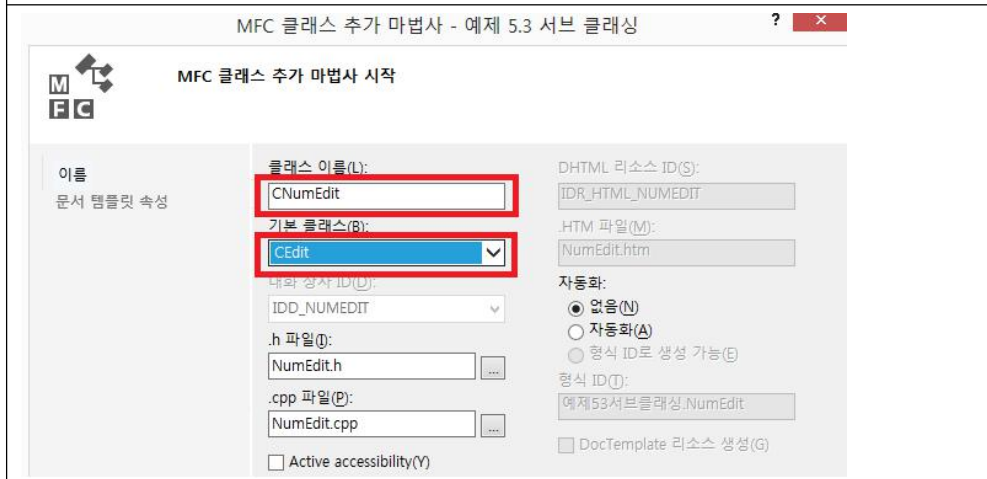 MFC 클래스 추가 마법사 - 예제 5.3 서브 클래싱
? ×
M
F C
MFC 클래스 추가 마법사 시작
이름
문서 템플릿 속성
클래스 이름(L):
CNumEdit
기본 클래스(B):
CEdit
대화 상자 ID(D):
IDD_NUMEDIT
.h 파일(I):
NumEdit.h
...
.cpp 파일(P):
NumEdit.cpp
...
Active accessibility(Y)
DHTML 리소스 ID(S):
IDR_HTML_NUMEDIT
.HTM 파일(M):
NumEdit.htm
자동화:
없음(N)
자동화(A)
형식 ID로 생성 가능(E)
형식 ID(T):
예제53서브클래싱.NumEdit
DocTemplate 리소스 생성(G)